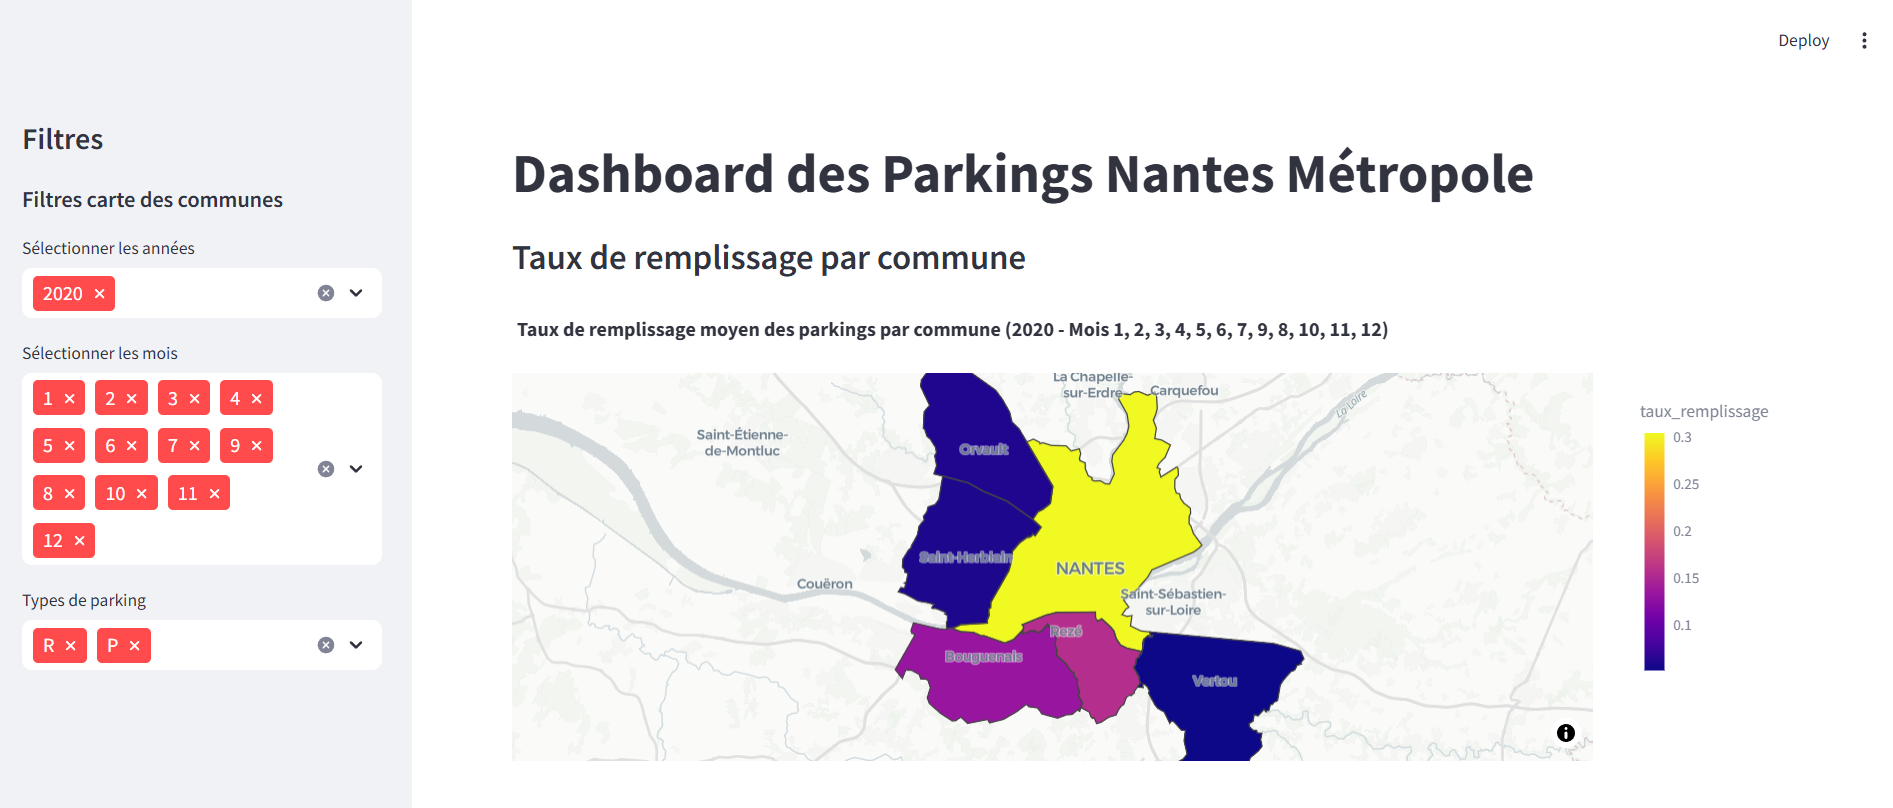 Deploy
Filtres
Filtres carte des communes
Sélectionner les années
2020
Sélectionner les mois
1 2 3 4
5 6 7 9
8 10 11
12
Types de parking
R P
Dashboard des Parkings Nantes Métropole
Taux de remplissage par commune
Taux de remplissage moyen des parkings par commune (2020 - Mois 1, 2, 3, 4, 5, 6, 7, 9, 8, 10, 11, 12)
La Chapelle-
sur-Erdre
Carquefou
La Loire
Saint-Étienne-
de-Montluc
Orvault
Saint-Herblain
NANTES
Couëron
Saint-Sébastien-
sur-Loire
Rezé
Bouguenais
Vertou
taux_remplissage
0.3
0.25
0.2
0.15
0.1